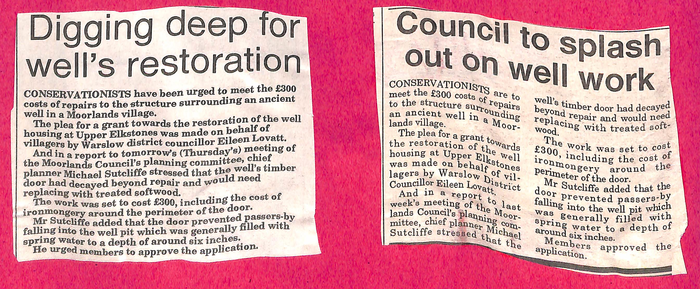 Digging deep for
well's restoration
CONSERVATIONISTS have been urged to meet the £300
costs of repairs to the structure surrounding an ancient
well in a Moorlands village.
The plea for a grant towards the restoration of the well
housing at Upper Elkstones was made on behalf of
villagers by Warslow district councillor Eileen Lovatt.
And in a report to tomorrow's (Thursday's) meeting of
the Moorlands Council's planning committee, chief
planner Michael Sutcliffe stressed that the well's timber
door had decayed beyond repair and would need
replacing with treated softwood.
The work was set to cost £300, including the cost of
ironmongery around the perimeter of the door.
Mr Sutcliffe added that the door prevented passers-by
falling into the well pit which was generally filled with
spring water to a depth of around six inches.
He urged members to approve the application.
Council to splash
out on well work
CONSERVATIONISTS are to
meet the £300 costs of repairs
to the structure surrounding
an ancient well in a Moor-
lands village.
The plea for a grant towards
the restoration of the well
housing at Upper Elkstones
was made on behalf of vil-
lagers by Warslow District
Councillor Eileen Lovatt.
And in a report to last
week's meeting of the Moor-
lands Council's planning com-
mittee, chief planner Michael
Sutcliffe stressed that the
well's timber door had decayed
beyond repair and would need
replacing with treated soft-
wood.
The work was set to cost
£300, including the cost of
ironmongery around the
perimeter of the door.
Mr Sutcliffe added that the
door prevented passers-by
falling into the well pit which
was generally filled with
spring water to a depth of
around six inches.
Members approved the
application.